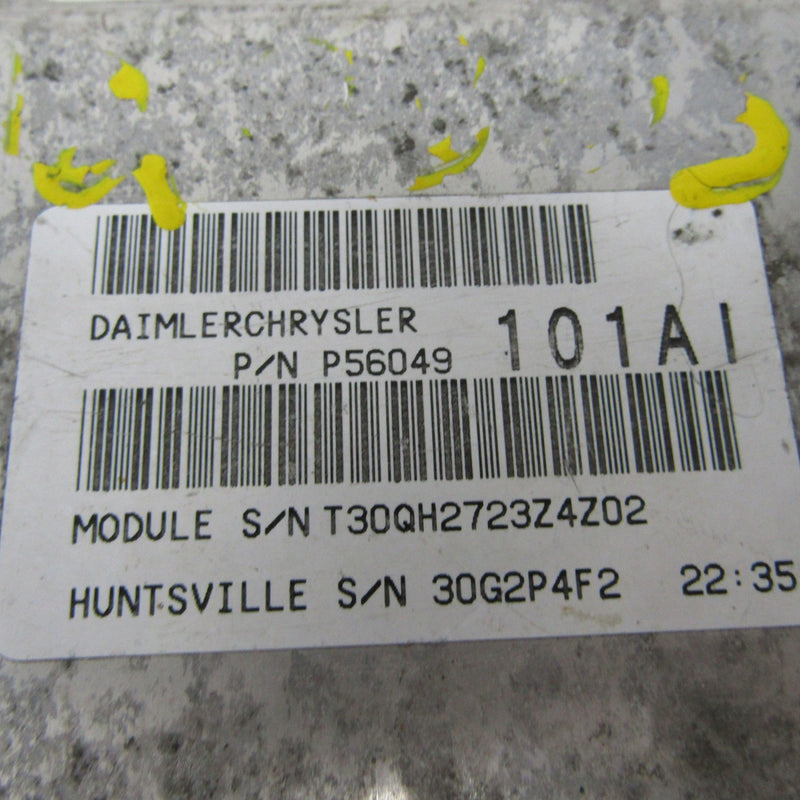 DAIMLERCHRYSLER
P/N P56049 101AI
MODULE S/N T30QH2723Z4Z02
HUNTSVILLE S/N 30G2P4F2 22:35